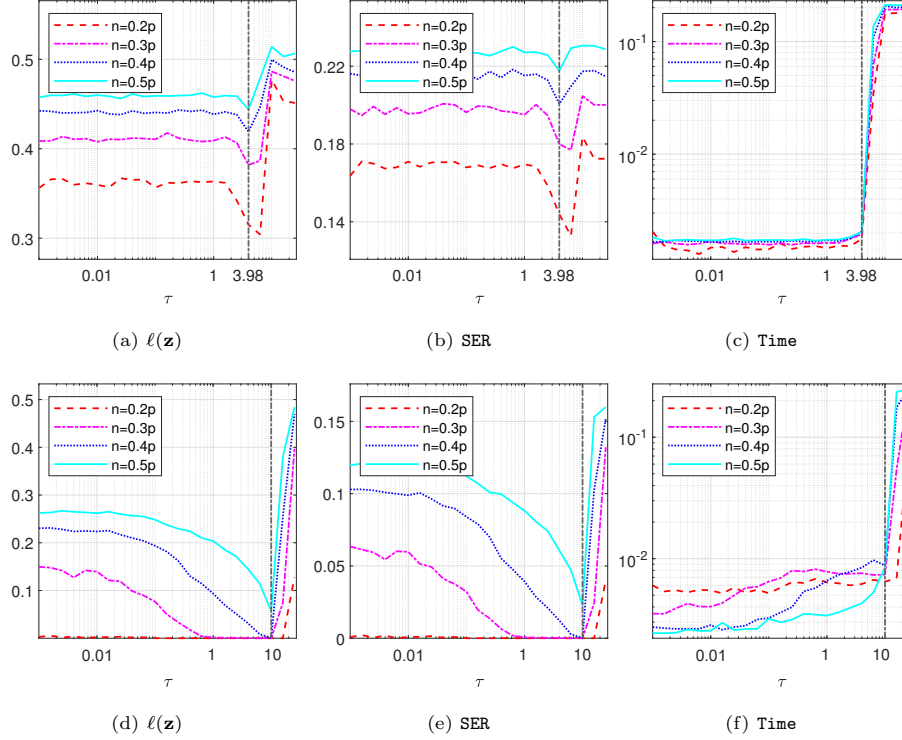 0.5
0.4
0.3
n=0.2p
n=0.3p
n=0.4p
n=0.5p
0.01
1
3.98
τ
(a) ℓ(z)
0.22
0.18
0.14
n=0.2p
n=0.3p
n=0.4p
n=0.5p
0.01
1
3.98
τ
(b) SER
10⁻¹
10⁻²
n=0.2p
n=0.3p
n=0.4p
n=0.5p
0.01
1
3.98
τ
(c) Time
0.5
0.4
0.3
0.2
0.1
n=0.2p
n=0.3p
n=0.4p
n=0.5p
0.01
1
10
τ
(d) ℓ(z)
0.15
0.1
0.05
0
n=0.2p
n=0.3p
n=0.4p
n=0.5p
0.01
1
10
τ
(e) SER
10⁻¹
10⁻²
n=0.2p
n=0.3p
n=0.4p
n=0.5p
0.01
1
10
τ
(f) Time